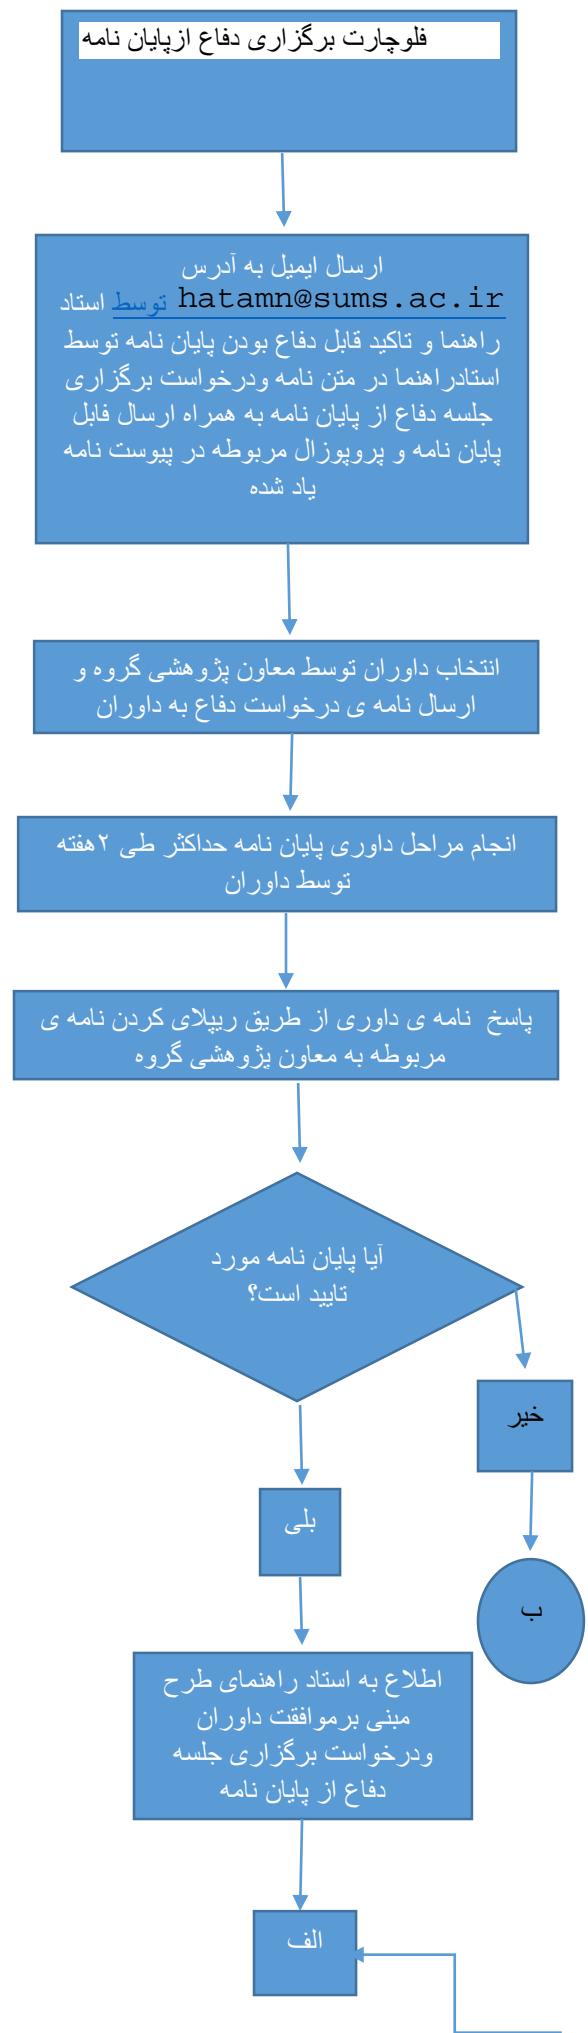 فلوچارت برگزاری دفاع ازپایان نامه
ارسال ایمیل به آدرس
hatamn@sums.ac.ir توسط استاد
راهنما و تاکید قابل دفاع بودن پایان نامه توسط
استادراهنما در متن نامه ودرخواست برگزاری
جلسه دفاع از پایان نامه به همراه ارسال فابل
پایان نامه و پروپوزال مربوطه در پیوست نامه
یاد شده
انتخاب داوران توسط معاون پژوهشی گروه و
ارسال نامه ی درخواست دفاع به داوران
انجام مراحل داوری پایان نامه حداکثر طی ۲هفته
توسط داوران
پاسخ نامه ی داوری از طریق ریپلای کردن نامه ی
مربوطه به معاون پژوهشی گروه
آیا پایان نامه مورد
تایید است؟
خیر
بلی
ب
اطلاع به استاد راهنمای طرح
مبنی برموافقت داوران
ودرخواست برگزاری جلسه
دفاع از پایان نامه
الف